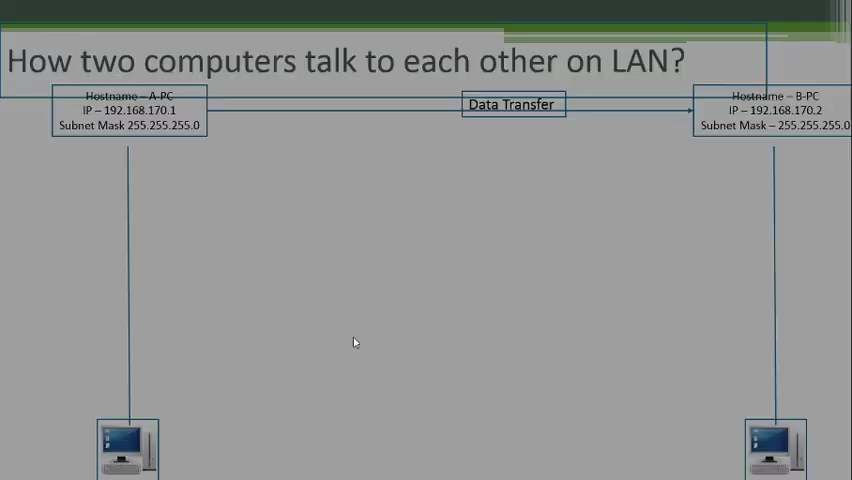 How two computers talk to each other on LAN?
Hostname – A-PC
IP – 192.168.170.1
Subnet Mask 255.255.255.0
Data Transfer
Hostname – B-PC
IP – 192.168.170.2
Subnet Mask – 255.255.255.0